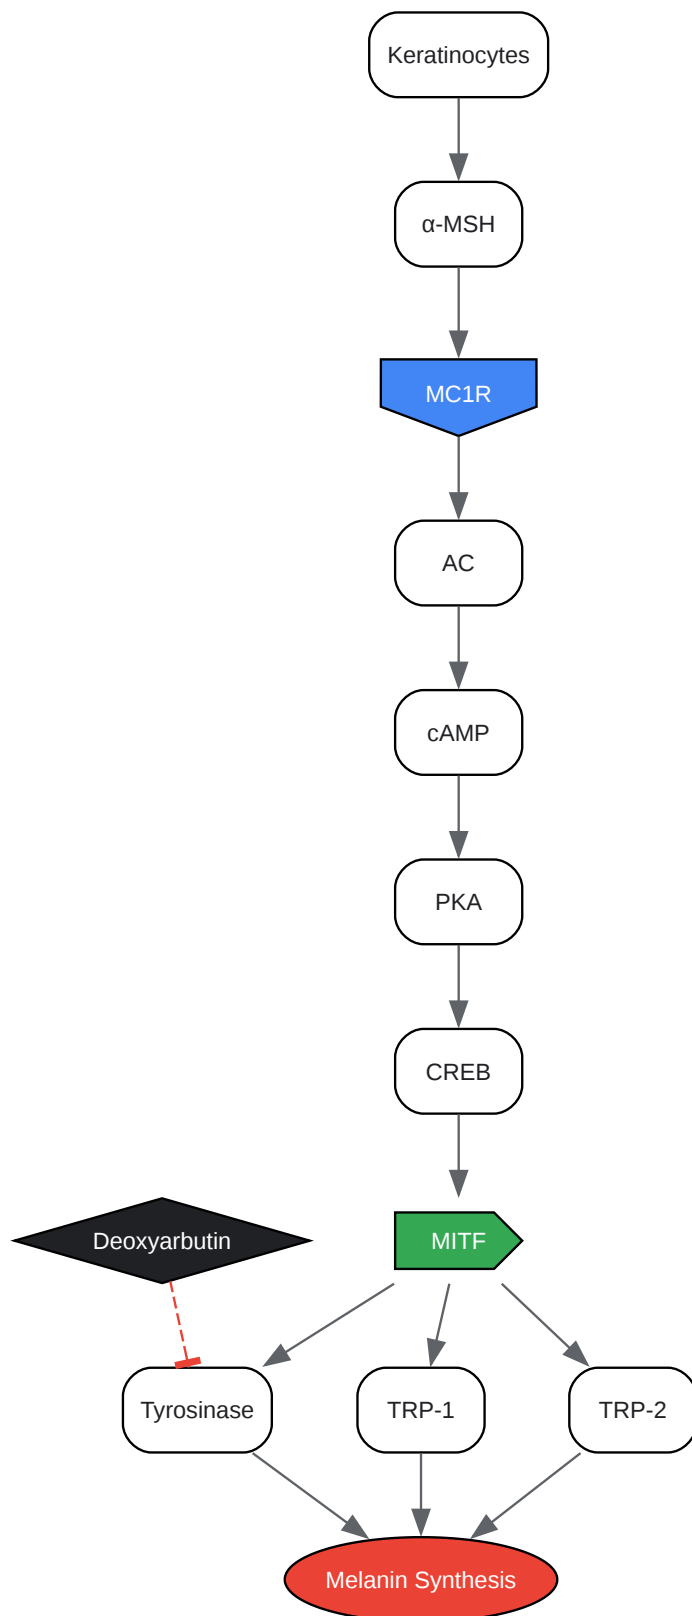 Keratinocytes
α-MSH
MC1R
AC
cAMP
PKA
CREB
Deoxyarbutin
MITF
Tyrosinase
TRP-1
TRP-2
Melanin Synthesis